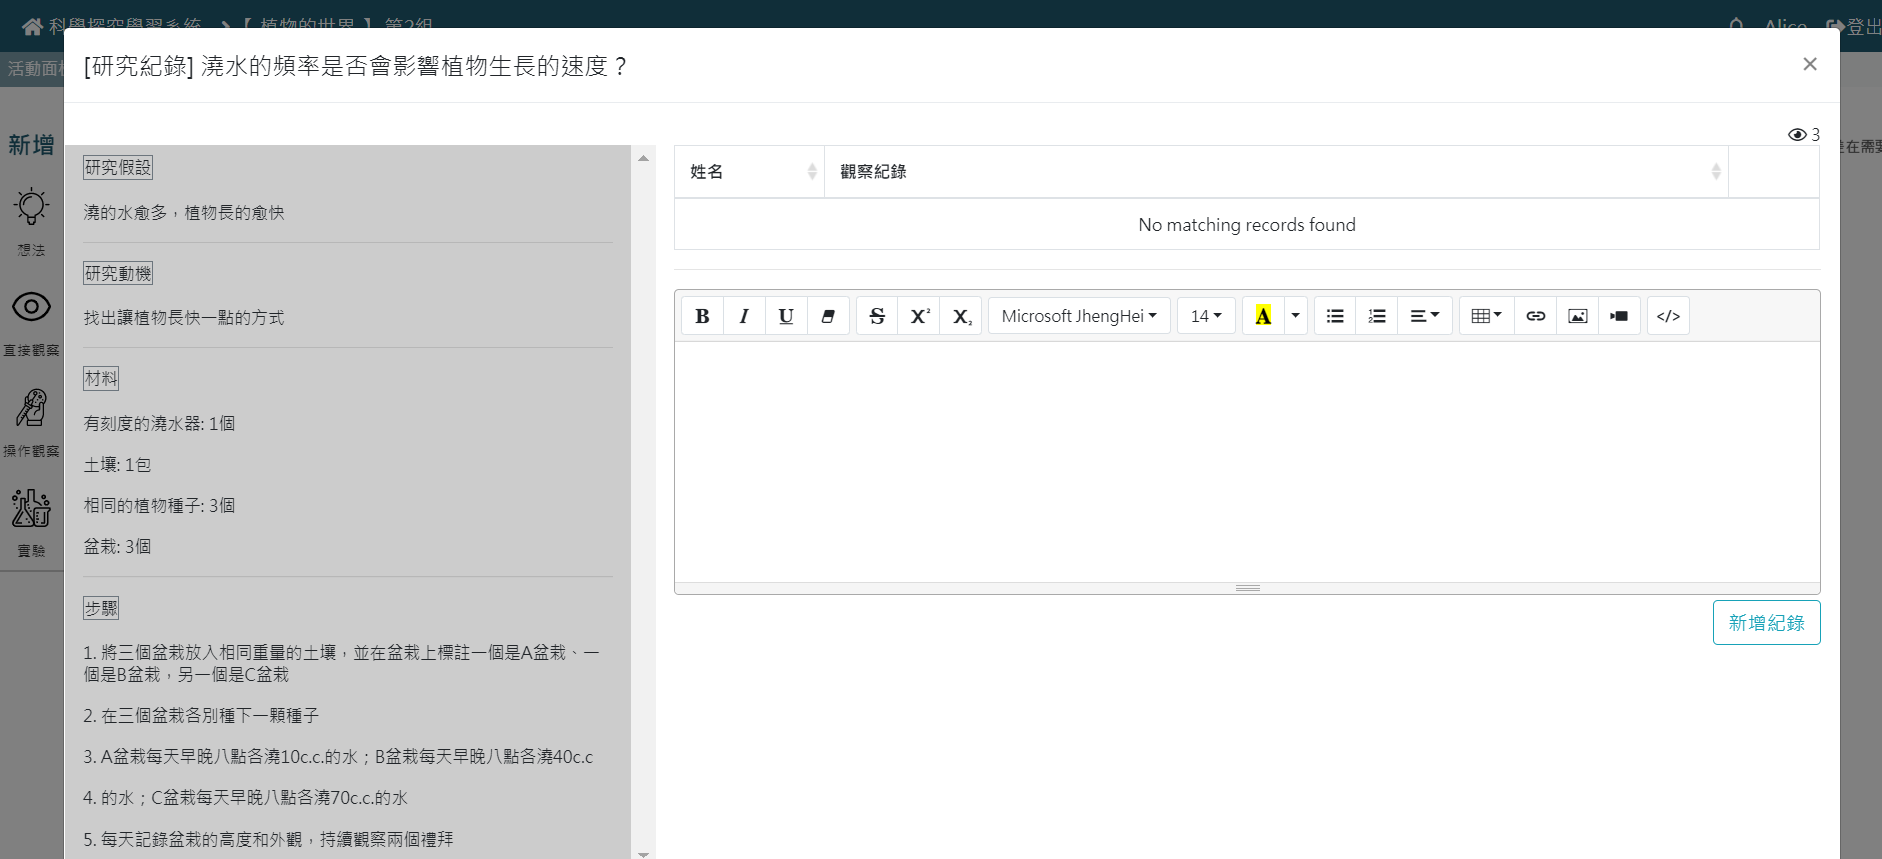 科學探究學習系統 > 【 植物的世界 】 第2組
Alice 登出
活動面
[研究紀錄] 澆水的頻率是否會影響植物生長的速度？
×
新增
想法
直接觀察
操作觀察
實驗
研究假設
澆的水愈多，植物長的愈快
研究動機
找出讓植物長快一點的方式
材料
有刻度的澆水器: 1個
土壤: 1包
相同的植物種子: 3個
盆栽: 3個
步驟
1. 將三個盆栽放入相同重量的土壤，並在盆栽上標註一個是A盆栽、一
個是B盆栽，另一個是C盆栽
2. 在三個盆栽各別種下一顆種子
3. A盆栽每天早晚八點各澆10c.c.的水；B盆栽每天早晚八點各澆40c.c
4. 的水；C盆栽每天早晚八點各澆70c.c.的水
5. 每天記錄盆栽的高度和外觀，持續觀察兩個禮拜
3
在需要
姓名 觀察紀錄
No matching records found
B I U S X² X₂ Microsoft JhengHei 14 A </>
新增紀錄